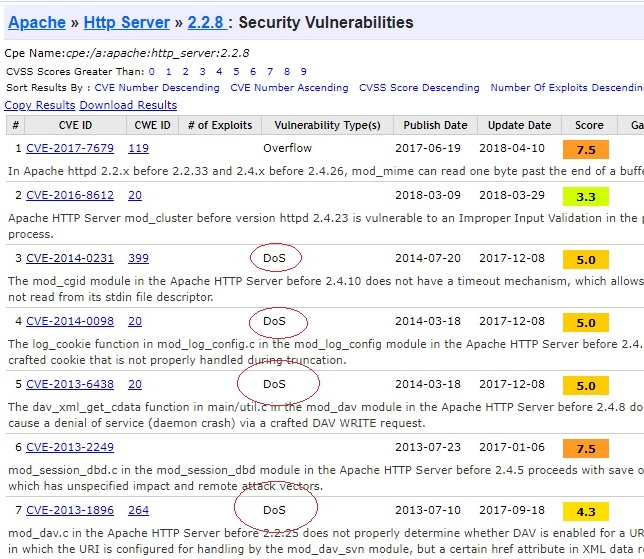 Apache » Http Server » 2.2.8 : Security Vulnerabilities
Cpe Name:cpe:/a:apache:http_server:2.2.8
CVSS Scores Greater Than: 0 1 2 3 4 5 6 7 8 9
Sort Results By : CVE Number Descending CVE Number Ascending CVSS Score Descending Number Of Exploits Descendin
Copy Results Download Results
# CVE ID CWE ID # of Exploits Vulnerability Type(s) Publish Date Update Date Score Ga
1 CVE-2017-7679 119 Overflow 2017-06-19 2018-04-10 7.5
In Apache httpd 2.2.x before 2.2.33 and 2.4.x before 2.4.26, mod_mime can read one byte past the end of a buffe
2 CVE-2016-8612 20 2018-03-09 2018-03-29 3.3
Apache HTTP Server mod_cluster before version httpd 2.4.23 is vulnerable to an Improper Input Validation in the p
process.
3 CVE-2014-0231 399 DoS 2014-07-20 2017-12-08 5.0
The mod_cgid module in the Apache HTTP Server before 2.4.10 does not have a timeout mechanism, which allows
not read from its stdin file descriptor.
4 CVE-2014-0098 20 DoS 2014-03-18 2017-12-08 5.0
The log_cookie function in mod_log_config.c in the mod_log_config module in the Apache HTTP Server before 2.4.
crafted cookie that is not properly handled during truncation.
5 CVE-2013-6438 20 DoS 2014-03-18 2017-12-08 5.0
The dav_xml_get_cdata function in main/util.c in the mod_dav module in the Apache HTTP Server before 2.4.8 do
cause a denial of service (daemon crash) via a crafted DAV WRITE request.
6 CVE-2013-2249 2013-07-23 2017-01-06 7.5
mod_session_dbd.c in the mod_session_dbd module in the Apache HTTP Server before 2.4.5 proceeds with save o
which has unspecified impact and remote attack vectors.
7 CVE-2013-1896 264 DoS 2013-07-10 2017-09-18 4.3
mod_dav.c in the Apache HTTP Server before 2.2.25 does not properly determine whether DAV is enabled for a UR
in which the URI is configured for handling by the mod_dav_svn module, but a certain href attribute in XML data